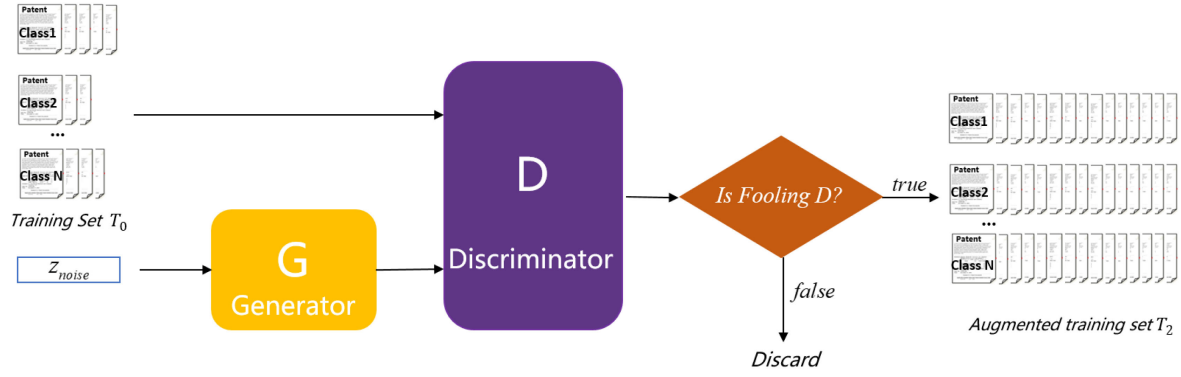 Patent
Class1
Patent
Class2
...
Patent
Class N
Training Set T₀
z_noise
G
Generator
D
Discriminator
Is Fooling D?
true
false
Discard
Patent
Class1
Patent
Class2
...
Patent
Class N
Augmented training set T₂